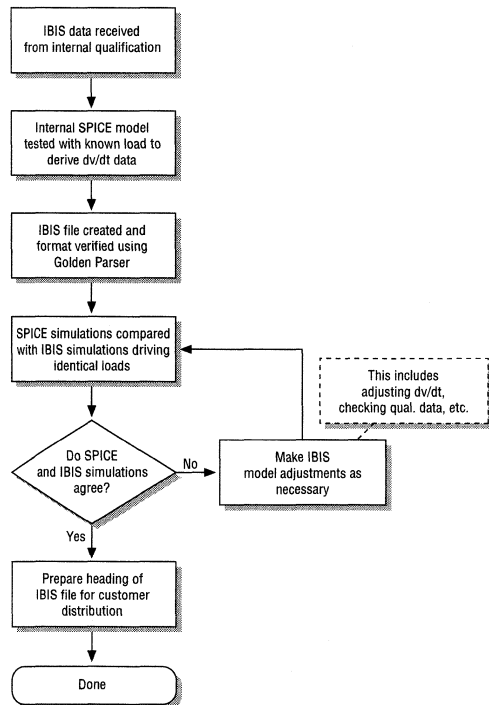 IBIS data received
from internal qualification
Internal SPICE model
tested with known load to
derive dv/dt data
IBIS file created and
format verified using
Golden Parser
SPICE simulations compared
with IBIS simulations driving
identical loads
This includes
adjusting dv/dt,
checking qual. data, etc.
Do SPICE
and IBIS simulations
agree?
No
Make IBIS
model adjustments as
necessary
Yes
Prepare heading of
IBIS file for customer
distribution
Done